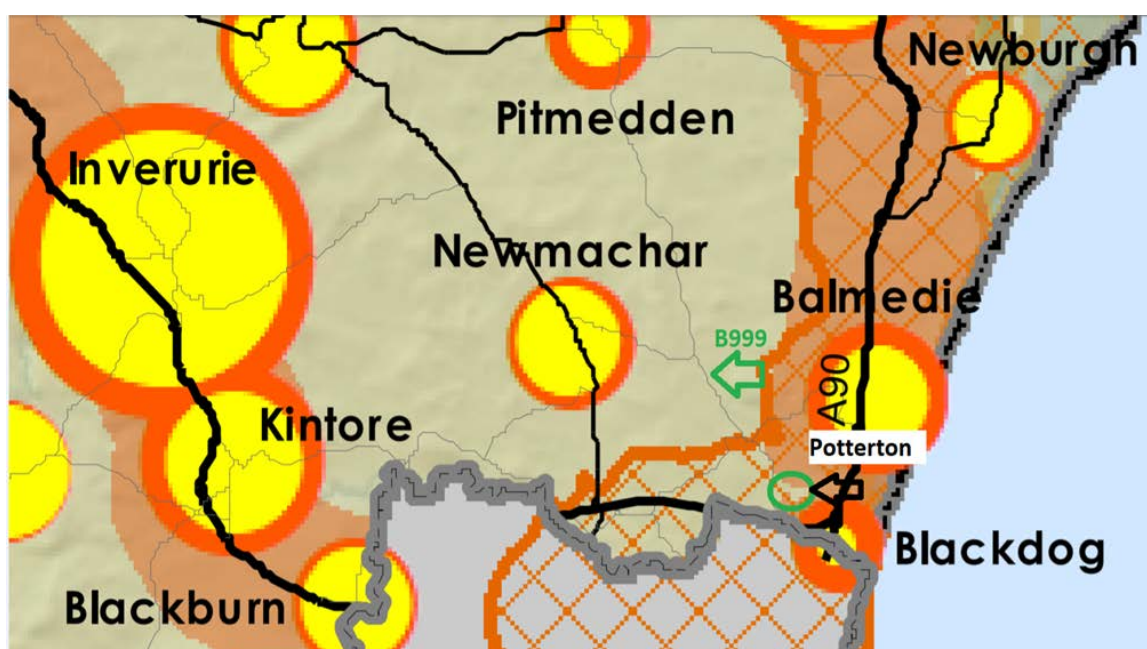 Newburgh
Pitmedden
Inverurie
Newmachar
Balmedie
B999
A90
Kintore
Potterton
Blackdog
Blackburn